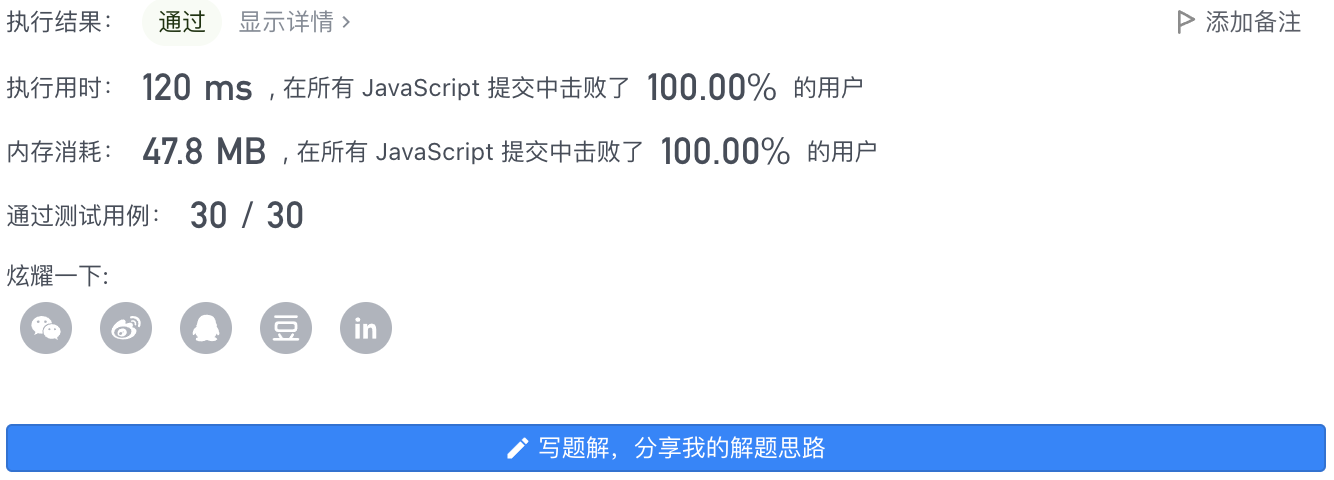 执行结果： 通过 显示详情 › 添加备注
执行用时： 120 ms , 在所有 JavaScript 提交中击败了 100.00% 的用户
内存消耗： 47.8 MB , 在所有 JavaScript 提交中击败了 100.00% 的用户
通过测试用例： 30 / 30
炫耀一下:
豆 in
写题解，分享我的解题思路